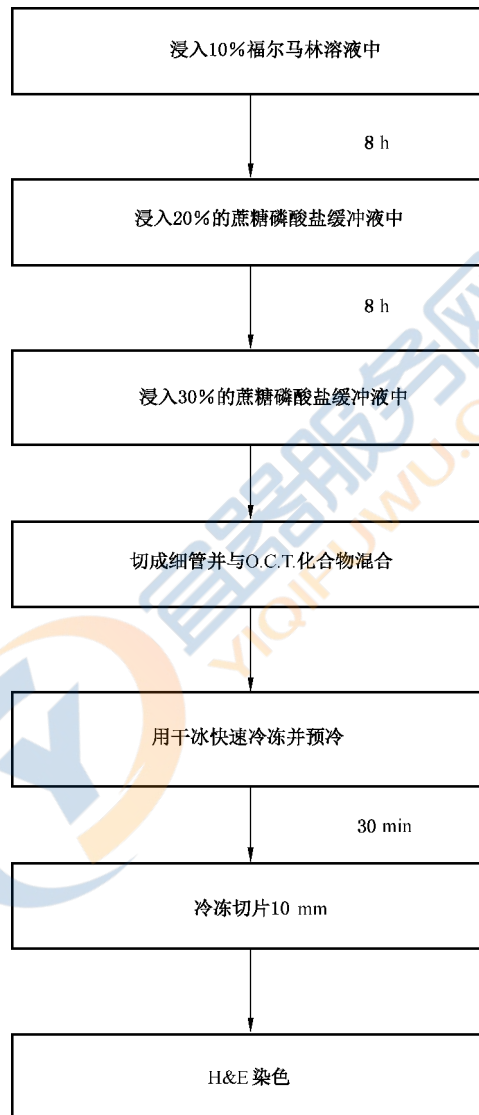 浸入10%福尔马林溶液中
8 h
浸入20%的蔗糖磷酸盐缓冲液中
8 h
浸入30%的蔗糖磷酸盐缓冲液中
切成细管并与O.C.T.化合物混合
用干冰快速冷冻并预冷
30 min
冷冻切片10 mm
H&E 染色